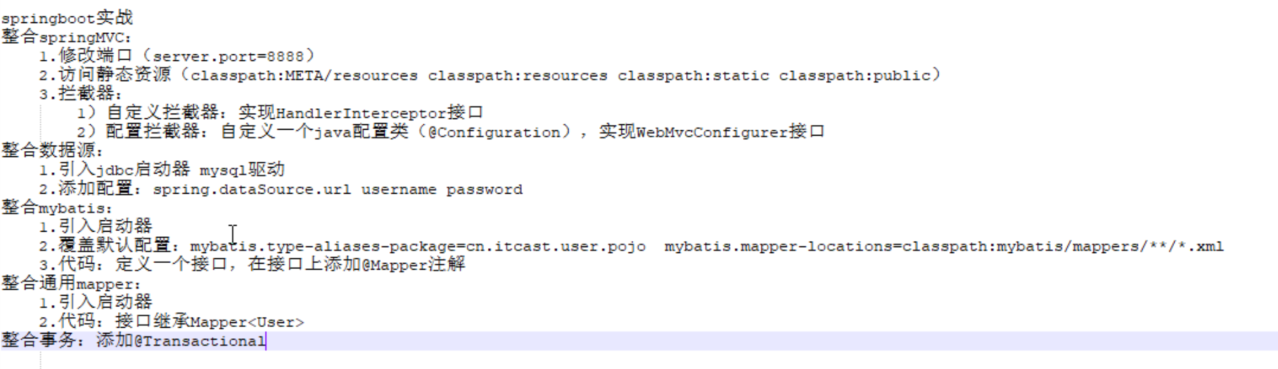 springboot实战
整合springMVC:
1.修改端口（server.port=8888）
2.访问静态资源（classpath:META/resources classpath:resources classpath:static classpath:public）
3.拦截器：
1）自定义拦截器：实现HandlerInterceptor接口
2）配置拦截器：自定义一个java配置类（@Configuration），实现WebMvcConfigurer接口
整合数据源：
1.引入jdbc启动器 mysql驱动
2.添加配置：spring.dataSource.url username password
整合mybatis:
1.引入启动器
2.覆盖默认配置：mybatis.type-aliases-package=cn.itcast.user.pojo  mybatis.mapper-locations=classpath:mybatis/mappers/**/*.xml
3.代码：定义一个接口，在接口上添加@Mapper注解
整合通用mapper:
1.引入启动器
2.代码：接口继承Mapper<User>
整合事务：添加@Transactional